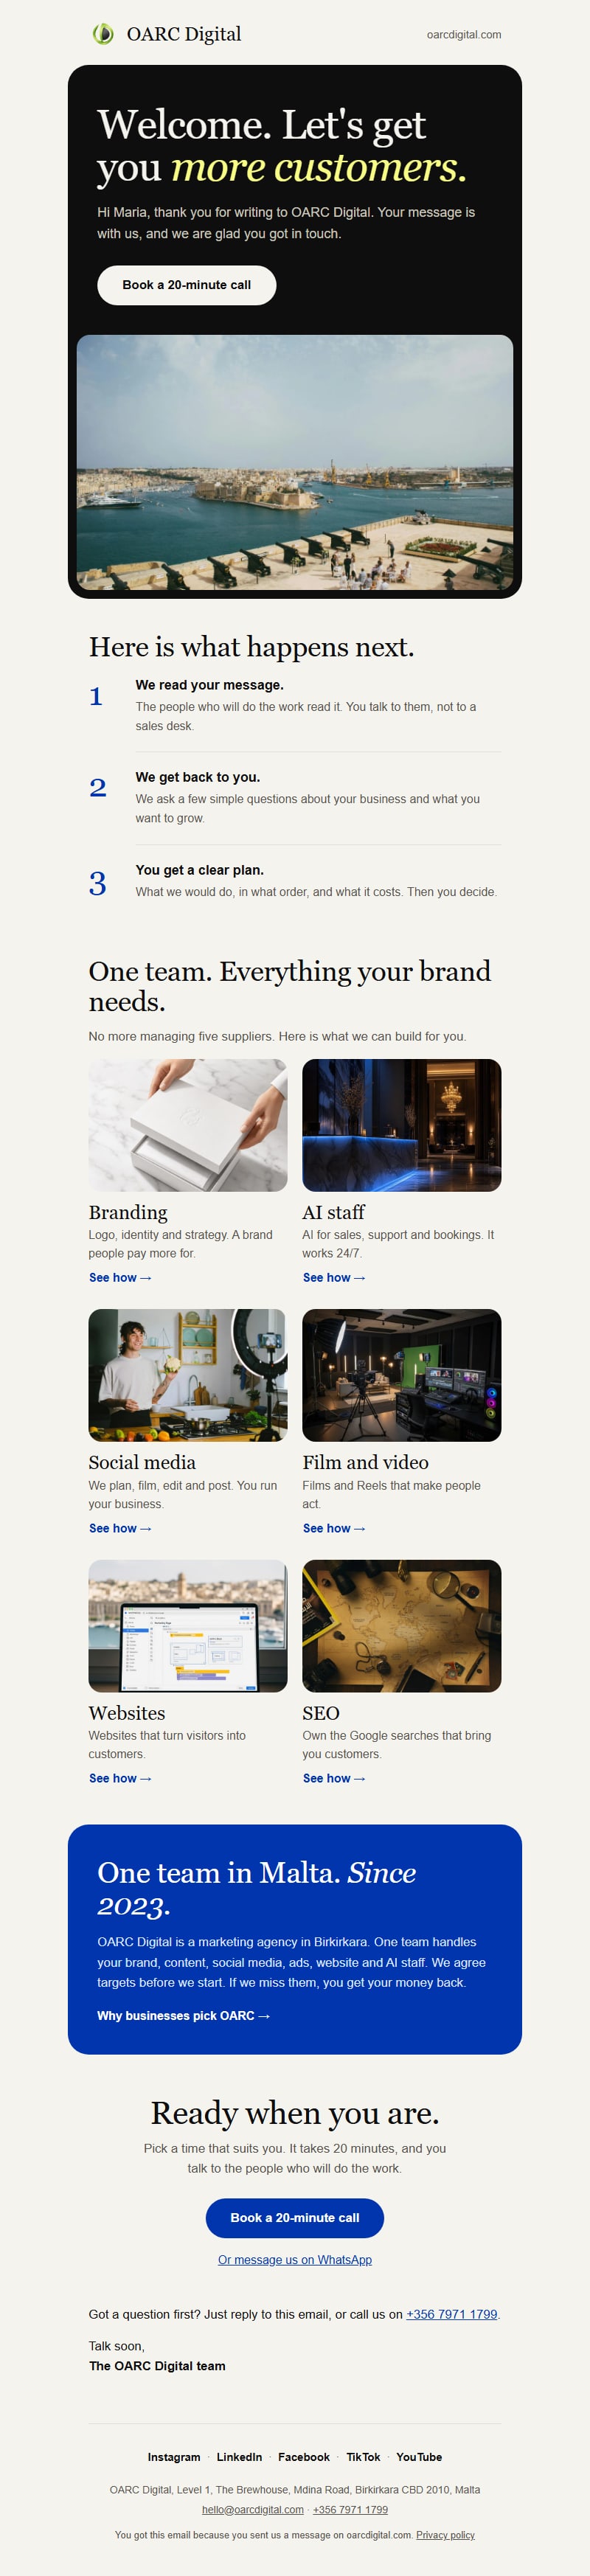 OARC Digital
oarcdigital.com
Welcome. Let's get
you more customers.
Hi Maria, thank you for writing to OARC Digital. Your message is
with us, and we are glad you got in touch.
Book a 20-minute call
Here is what happens next.
1
We read your message.
The people who will do the work read it. You talk to them, not to a
sales desk.
2
We get back to you.
We ask a few simple questions about your business and what you
want to grow.
3
You get a clear plan.
What we would do, in what order, and what it costs. Then you decide.
One team. Everything your brand
needs.
No more managing five suppliers. Here is what we can build for you.
Branding
Logo, identity and strategy. A brand
people pay more for.
See how →
AI staff
AI for sales, support and bookings. It
works 24/7.
See how →
Social media
We plan, film, edit and post. You run
your business.
See how →
Film and video
Films and Reels that make people
act.
See how →
Websites
Websites that turn visitors into
customers.
See how →
SEO
Own the Google searches that bring
you customers.
See how →
One team in Malta. Since
2023.
OARC Digital is a marketing agency in Birkirkara. One team handles
your brand, content, social media, ads, website and AI staff. We agree
targets before we start. If we miss them, you get your money back.
Why businesses pick OARC →
Ready when you are.
Pick a time that suits you. It takes 20 minutes, and you
talk to the people who will do the work.
Book a 20-minute call
Or message us on WhatsApp
Got a question first? Just reply to this email, or call us on +356 7971 1799.
Talk soon,
The OARC Digital team
Instagram · LinkedIn · Facebook · TikTok · YouTube
OARC Digital, Level 1, The Brewhouse, Mdina Road, Birkirkara CBD 2010, Malta
hello@oarcdigital.com · +356 7971 1799
You got this email because you sent us a message on oarcdigital.com. Privacy policy